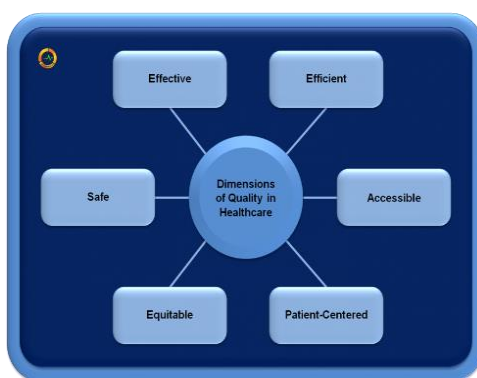 Effective
Efficient
Dimensions
of Quality in
Healthcare
Safe
Accessible
Equitable
Patient-Centered